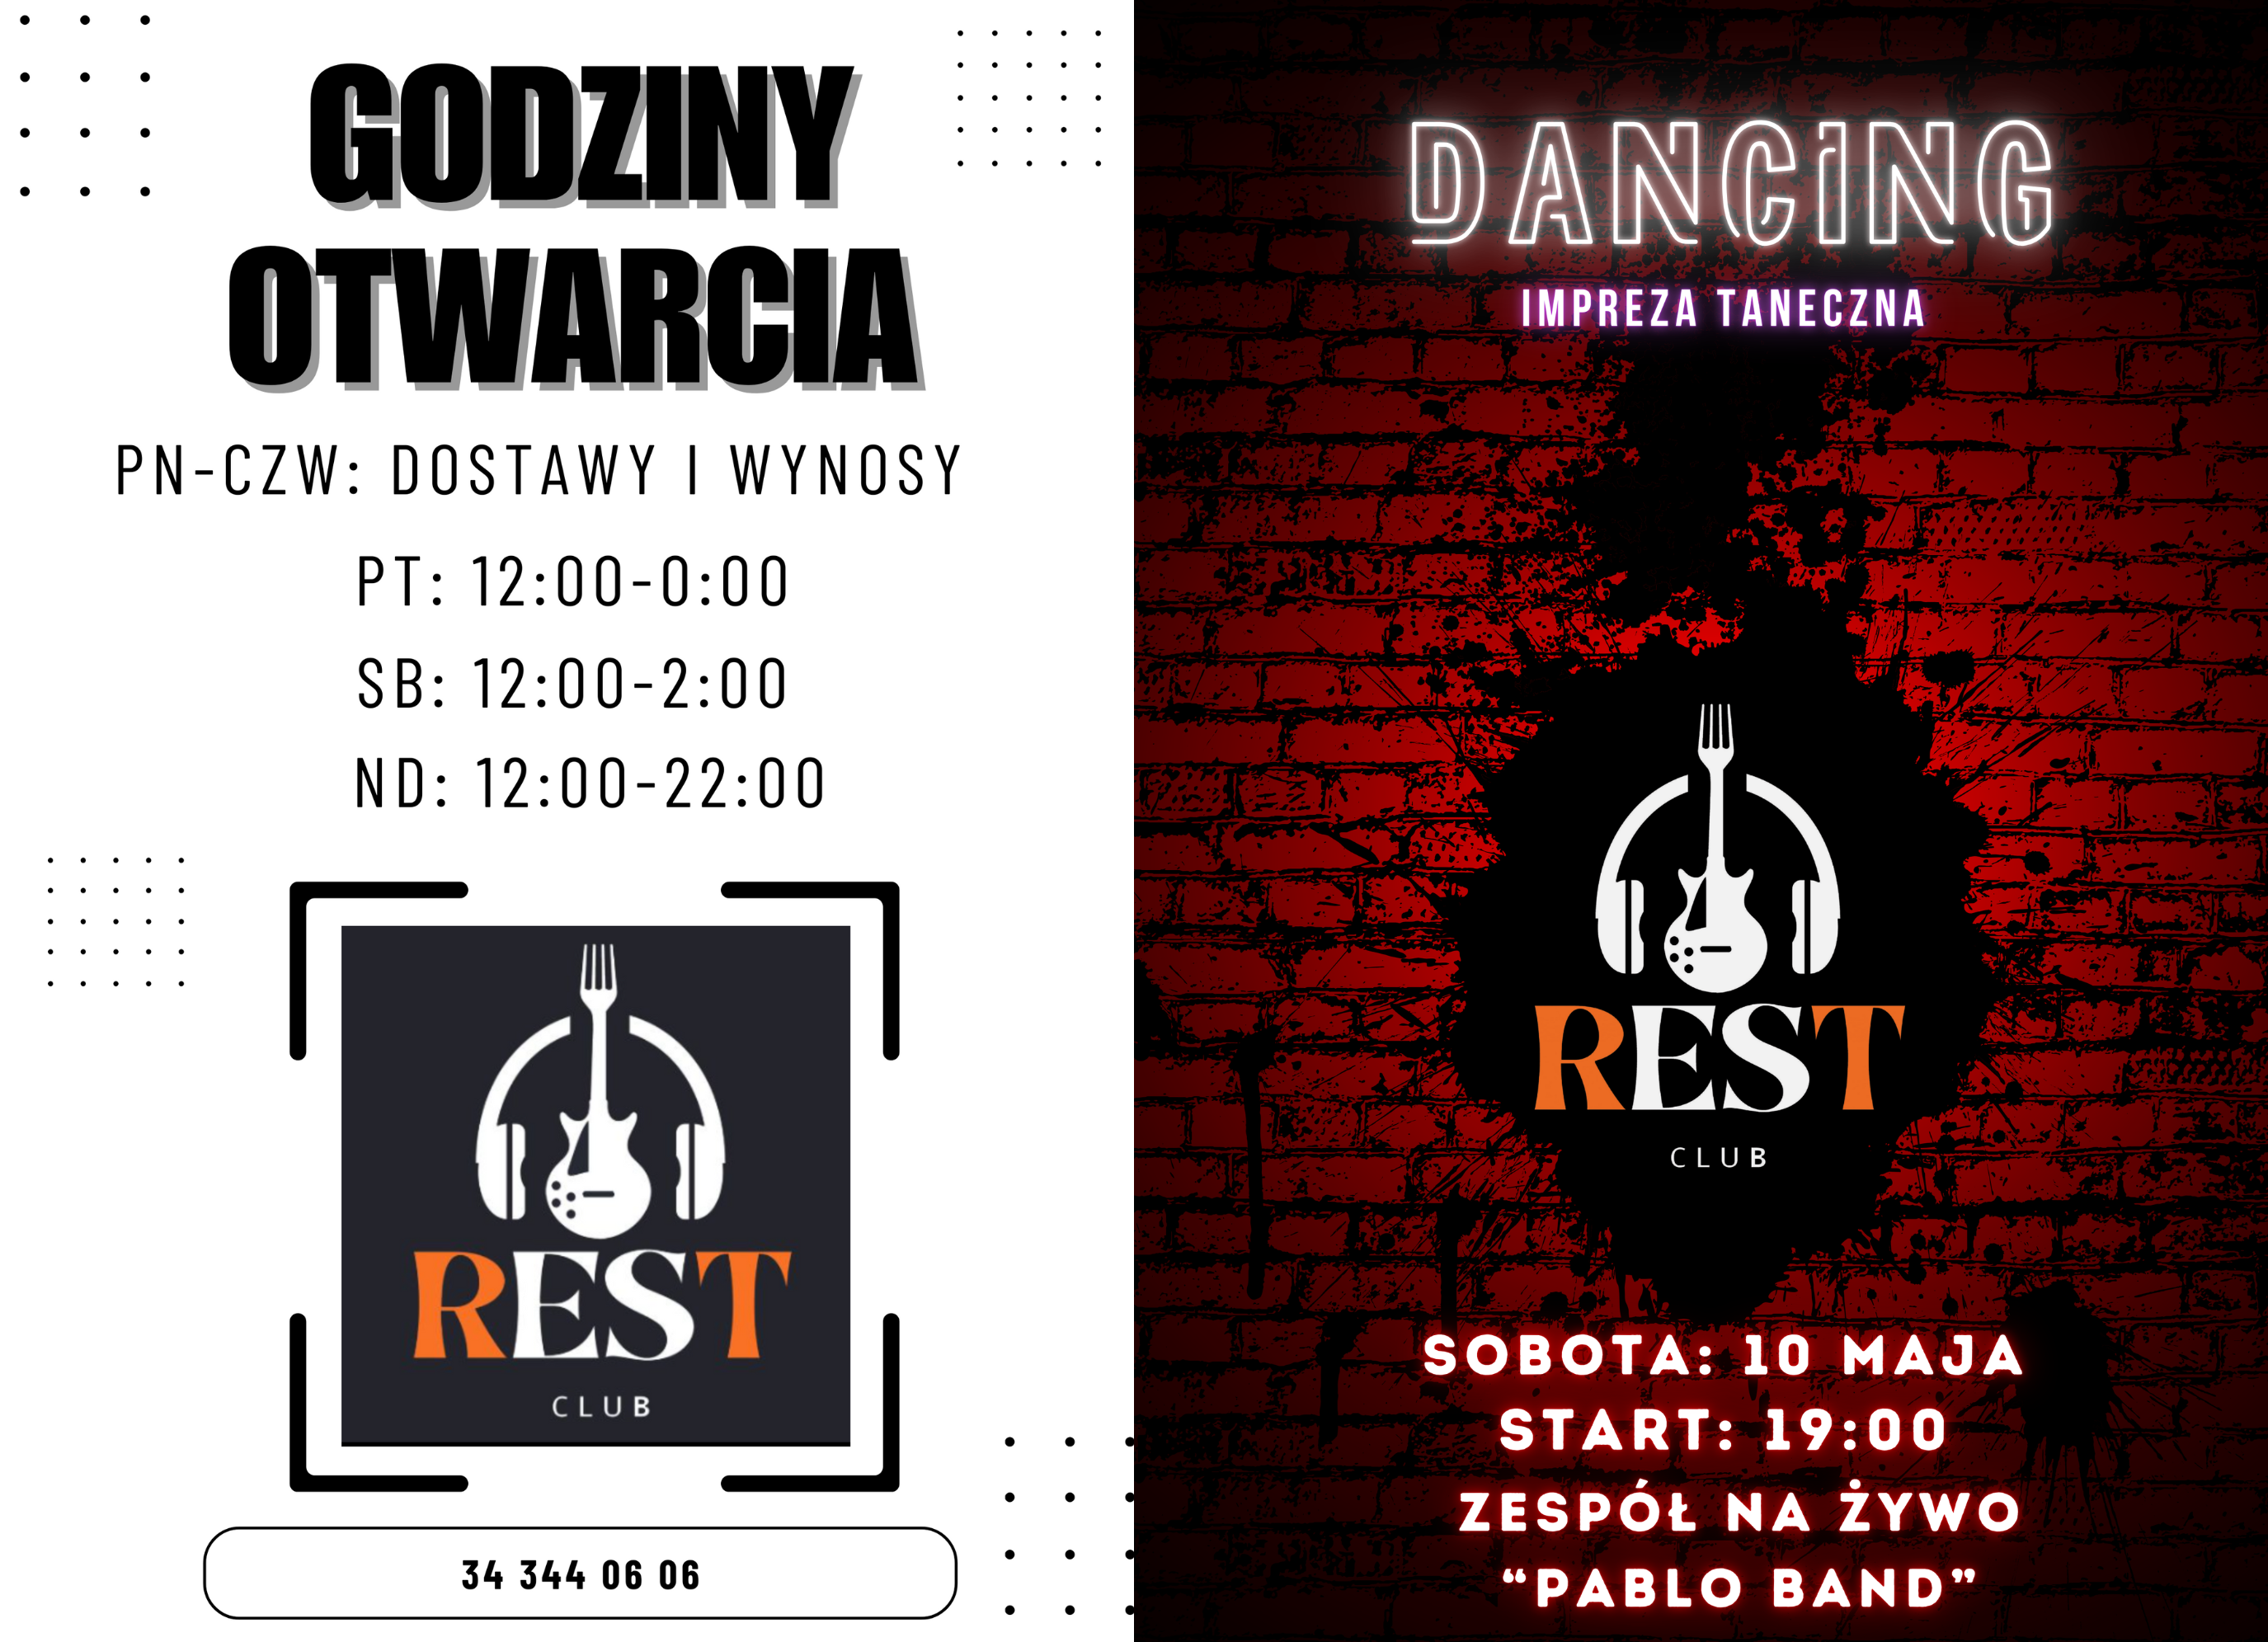 GODZINY
OTWARCIA
PN-CZW: DOSTAWY I WYNOSY
PT: 12:00-0:00
SB: 12:00-2:00
ND: 12:00-22:00
REST
CLUB
34 344 06 06
DANCING
IMPREZA TANECZNA
REST
CLUB
SOBOTA: 10 MAJA
START: 19:00
ZESPÓŁ NA ŻYWO
“PABLO BAND”